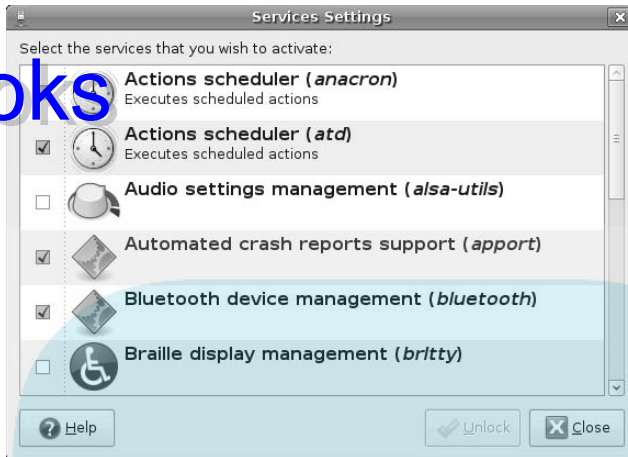 Services Settings
Select the services that you wish to activate:
oks
Actions scheduler (anacron)
Executes scheduled actions
Actions scheduler (atd)
Executes scheduled actions
Audio settings management (alsa-utils)
Automated crash reports support (apport)
Bluetooth device management (bluetooth)
Braille display management (brltty)
Help
Unlock
Close